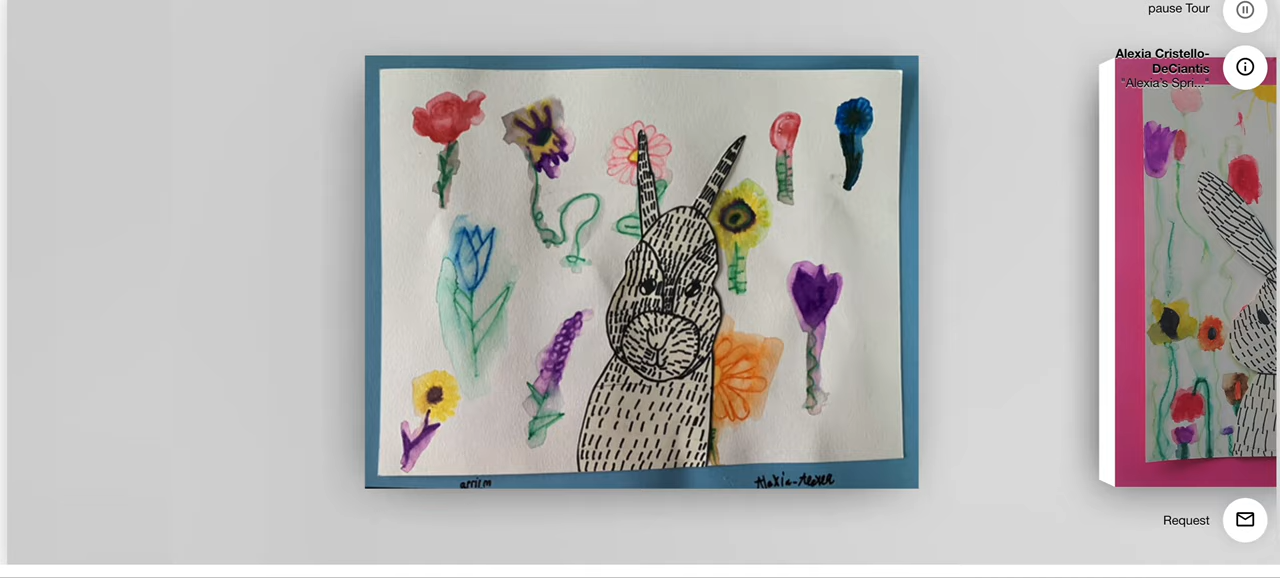 pause Tour
Alexia Cristello-
DeCiantis
"Alexia's Spri..."
Request